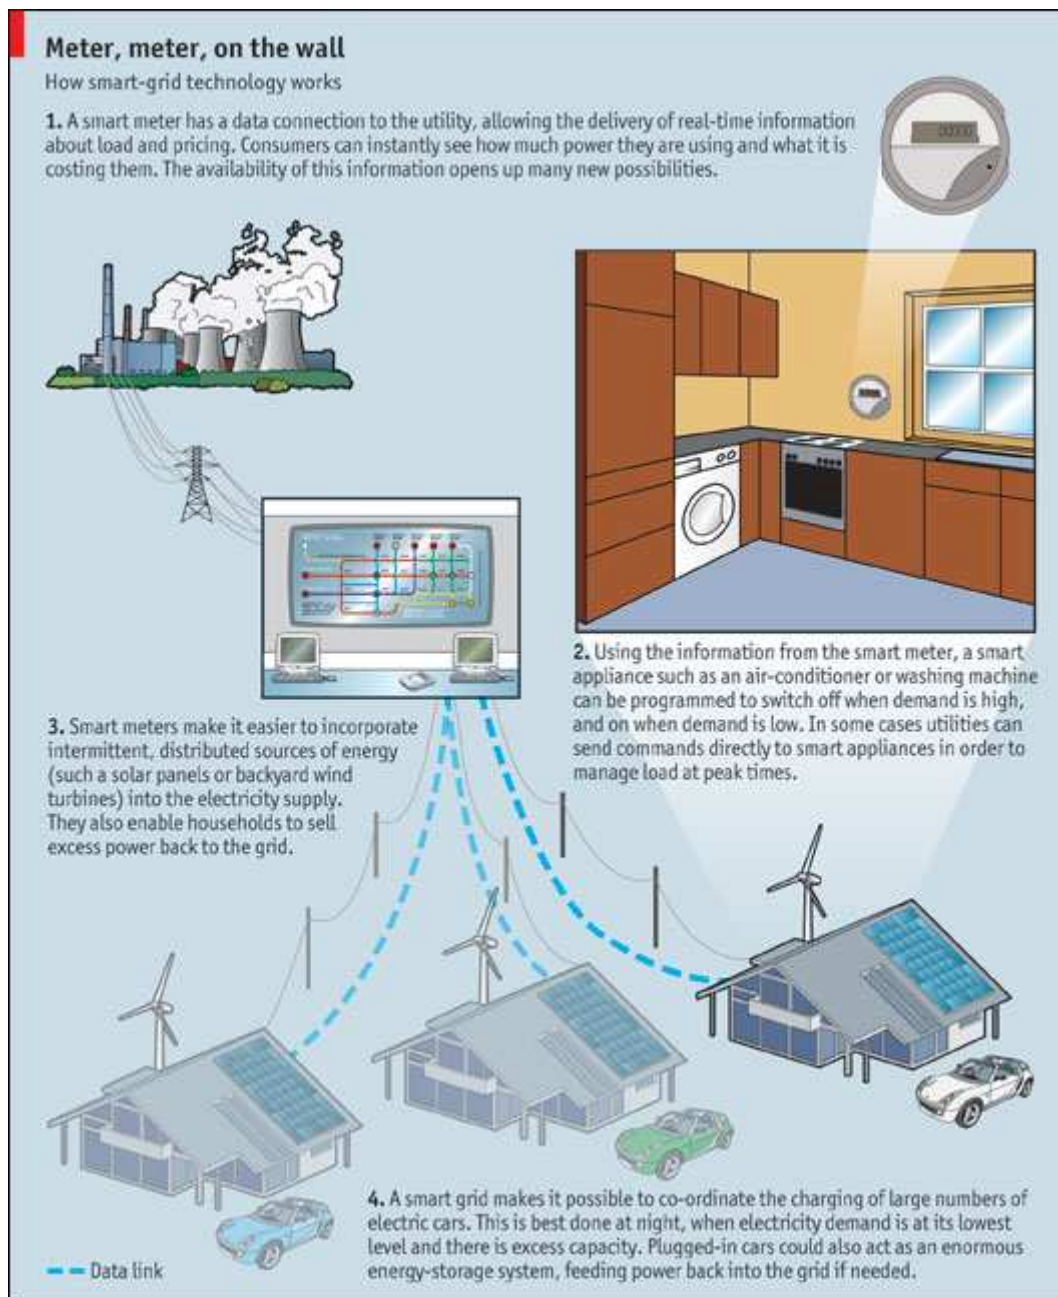 Meter, meter, on the wall
How smart-grid technology works
1. A smart meter has a data connection to the utility, allowing the delivery of real-time information
about load and pricing. Consumers can instantly see how much power they are using and what it is
costing them. The availability of this information opens up many new possibilities.
2. Using the information from the smart meter, a smart
appliance such as an air-conditioner or washing machine
can be programmed to switch off when demand is high,
and on when demand is low. In some cases utilities can
send commands directly to smart appliances in order to
manage load at peak times.
3. Smart meters make it easier to incorporate
intermittent, distributed sources of energy
(such a solar panels or backyard wind
turbines) into the electricity supply.
They also enable households to sell
excess power back to the grid.
4. A smart grid makes it possible to co-ordinate the charging of large numbers of
electric cars. This is best done at night, when electricity demand is at its lowest
level and there is excess capacity. Plugged-in cars could also act as an enormous
energy-storage system, feeding power back into the grid if needed.
Data link